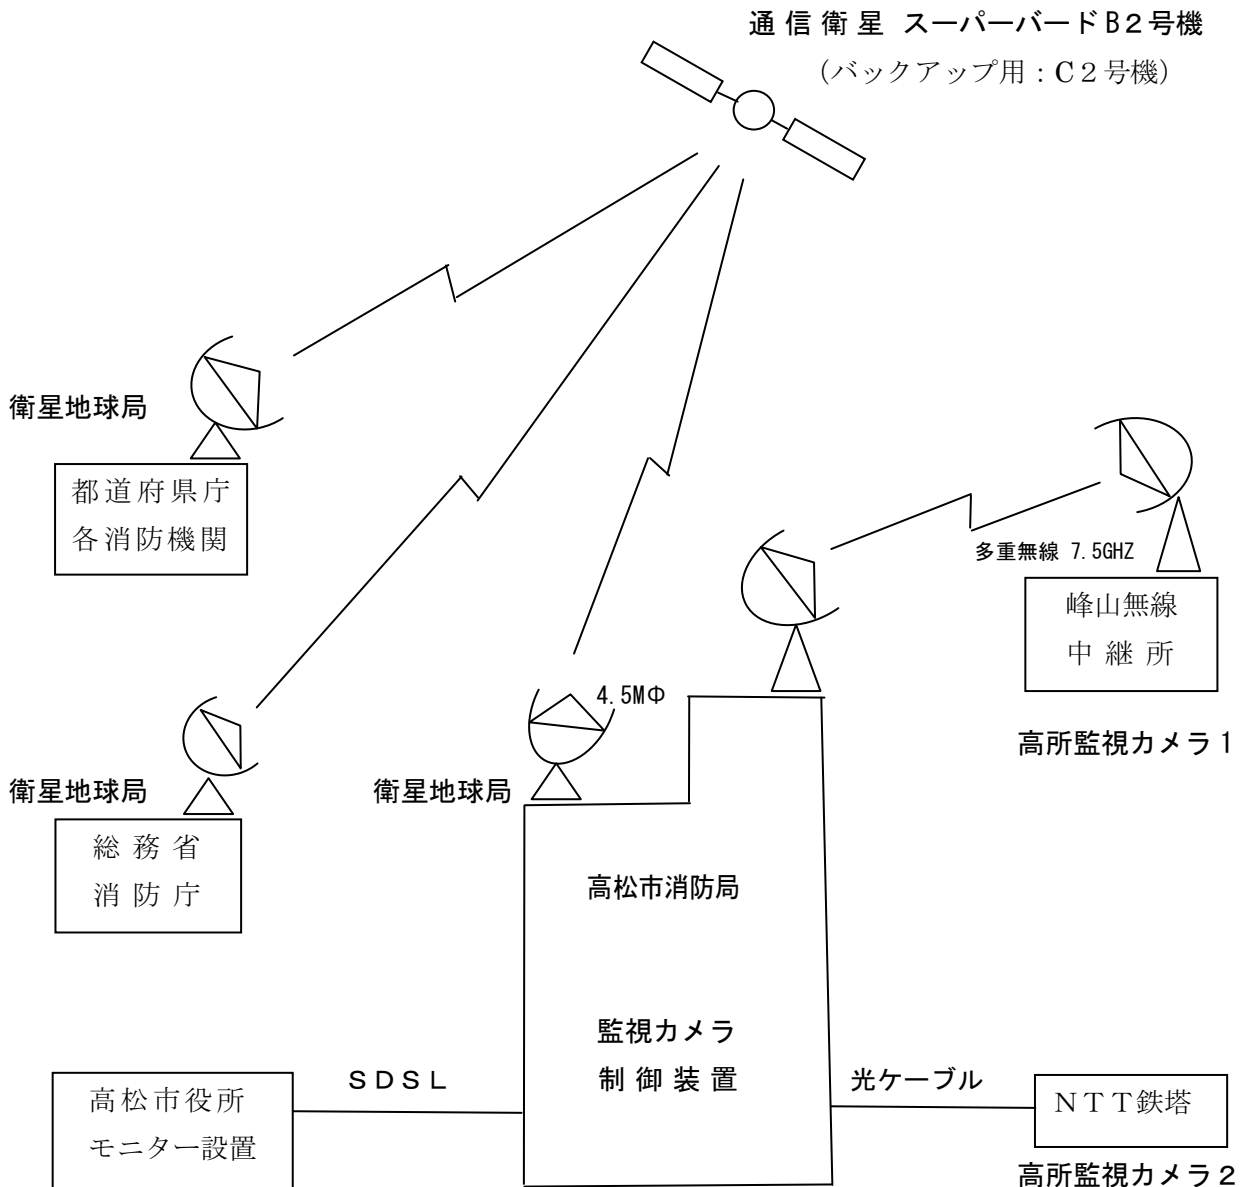 通信衛星 スーパーバードB2号機
（バックアップ用：C2号機）
衛星地球局
都道府県庁
各消防機関
多重無線 7.5GHZ
峰山無線
中継所
高所監視カメラ1
4.5MΦ
衛星地球局
総務省
消防庁
衛星地球局
高松市消防局
監視カメラ
制御装置
SDSL
高松市役所
モニター設置
光ケーブル
NTT鉄塔
高所監視カメラ2